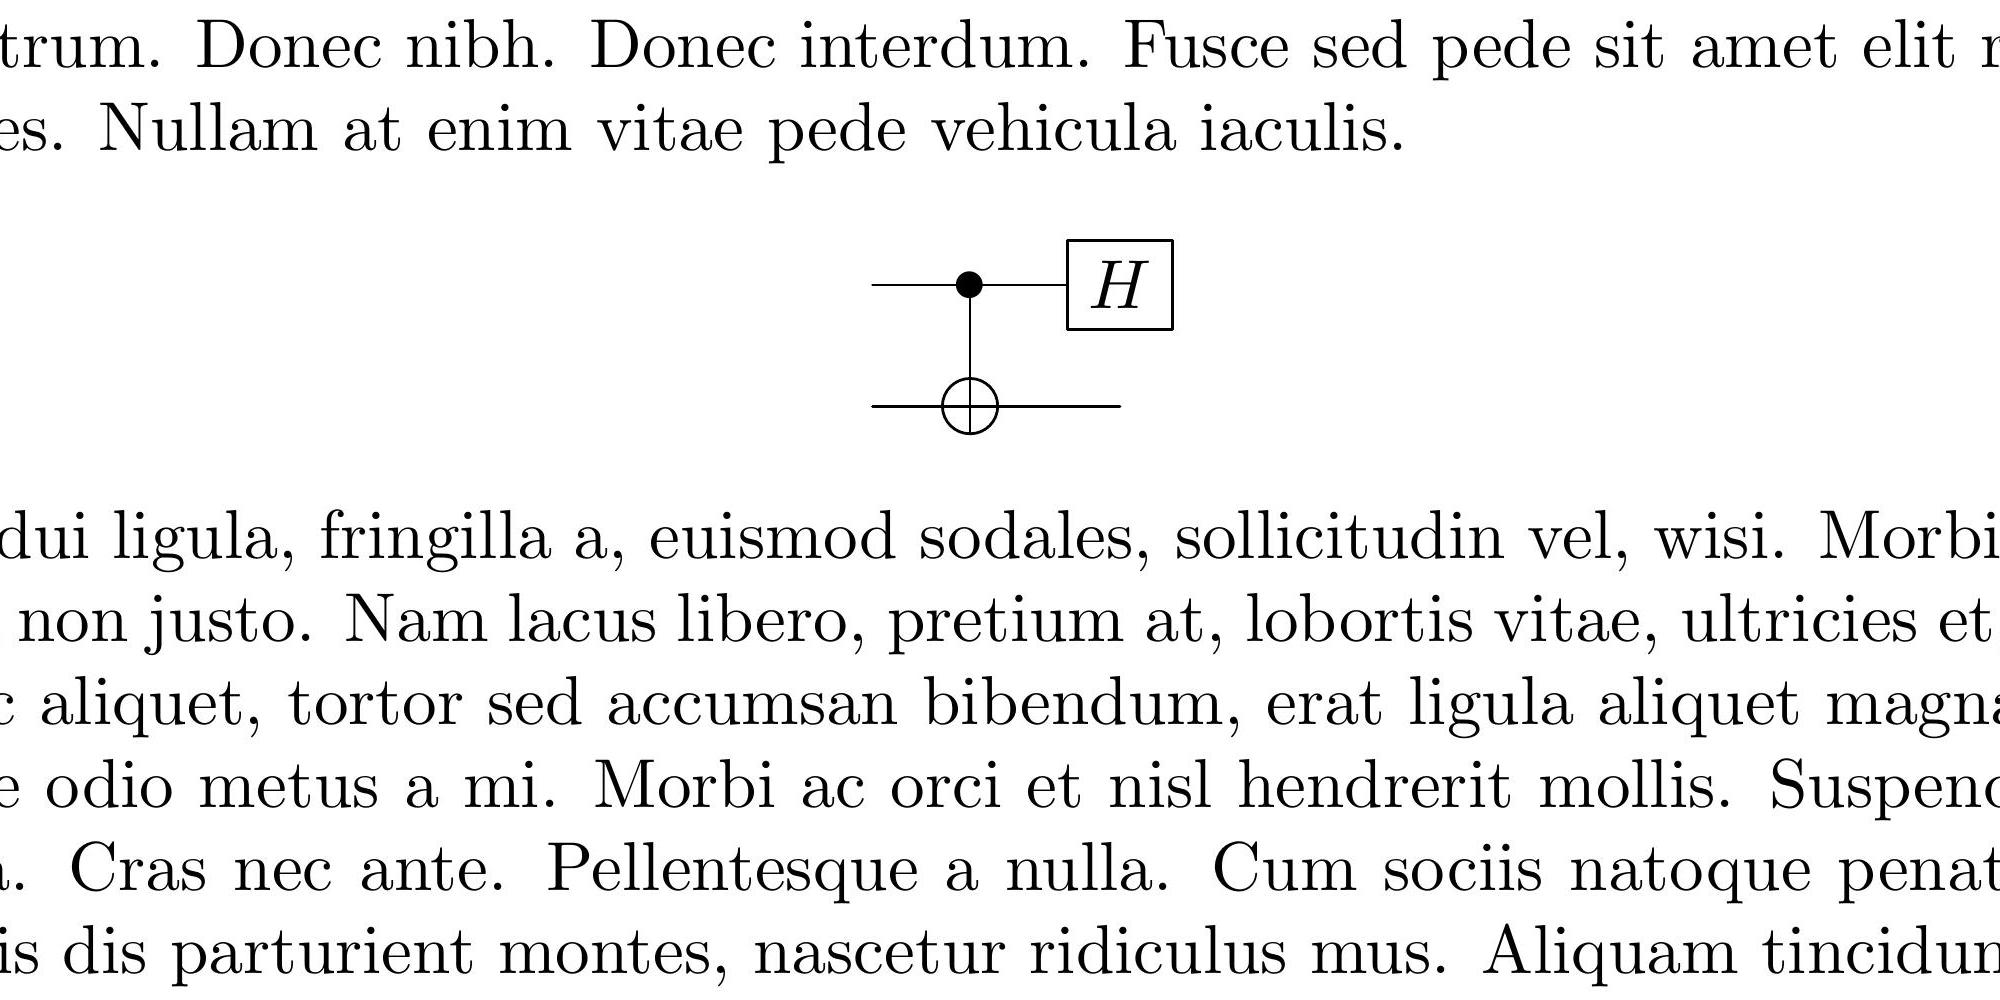 trum. Donec nibh. Donec interdum. Fusce sed pede sit amet elit
es. Nullam at enim vitae pede vehicula iaculis.
H
dui ligula, fringilla a, euismod sodales, sollicitudin vel, wisi. Morbi
non justo. Nam lacus libero, pretium at, lobortis vitae, ultricies et
aliquet, tortor sed accumsan bibendum, erat ligula aliquet magna
odio metus a mi. Morbi ac orci et nisl hendrerit mollis.
Cras nec ante. Pellentesque a nulla. Cum sociis natoque penat
is dis parturient montes, nascetur ridiculus mus. Aliquam